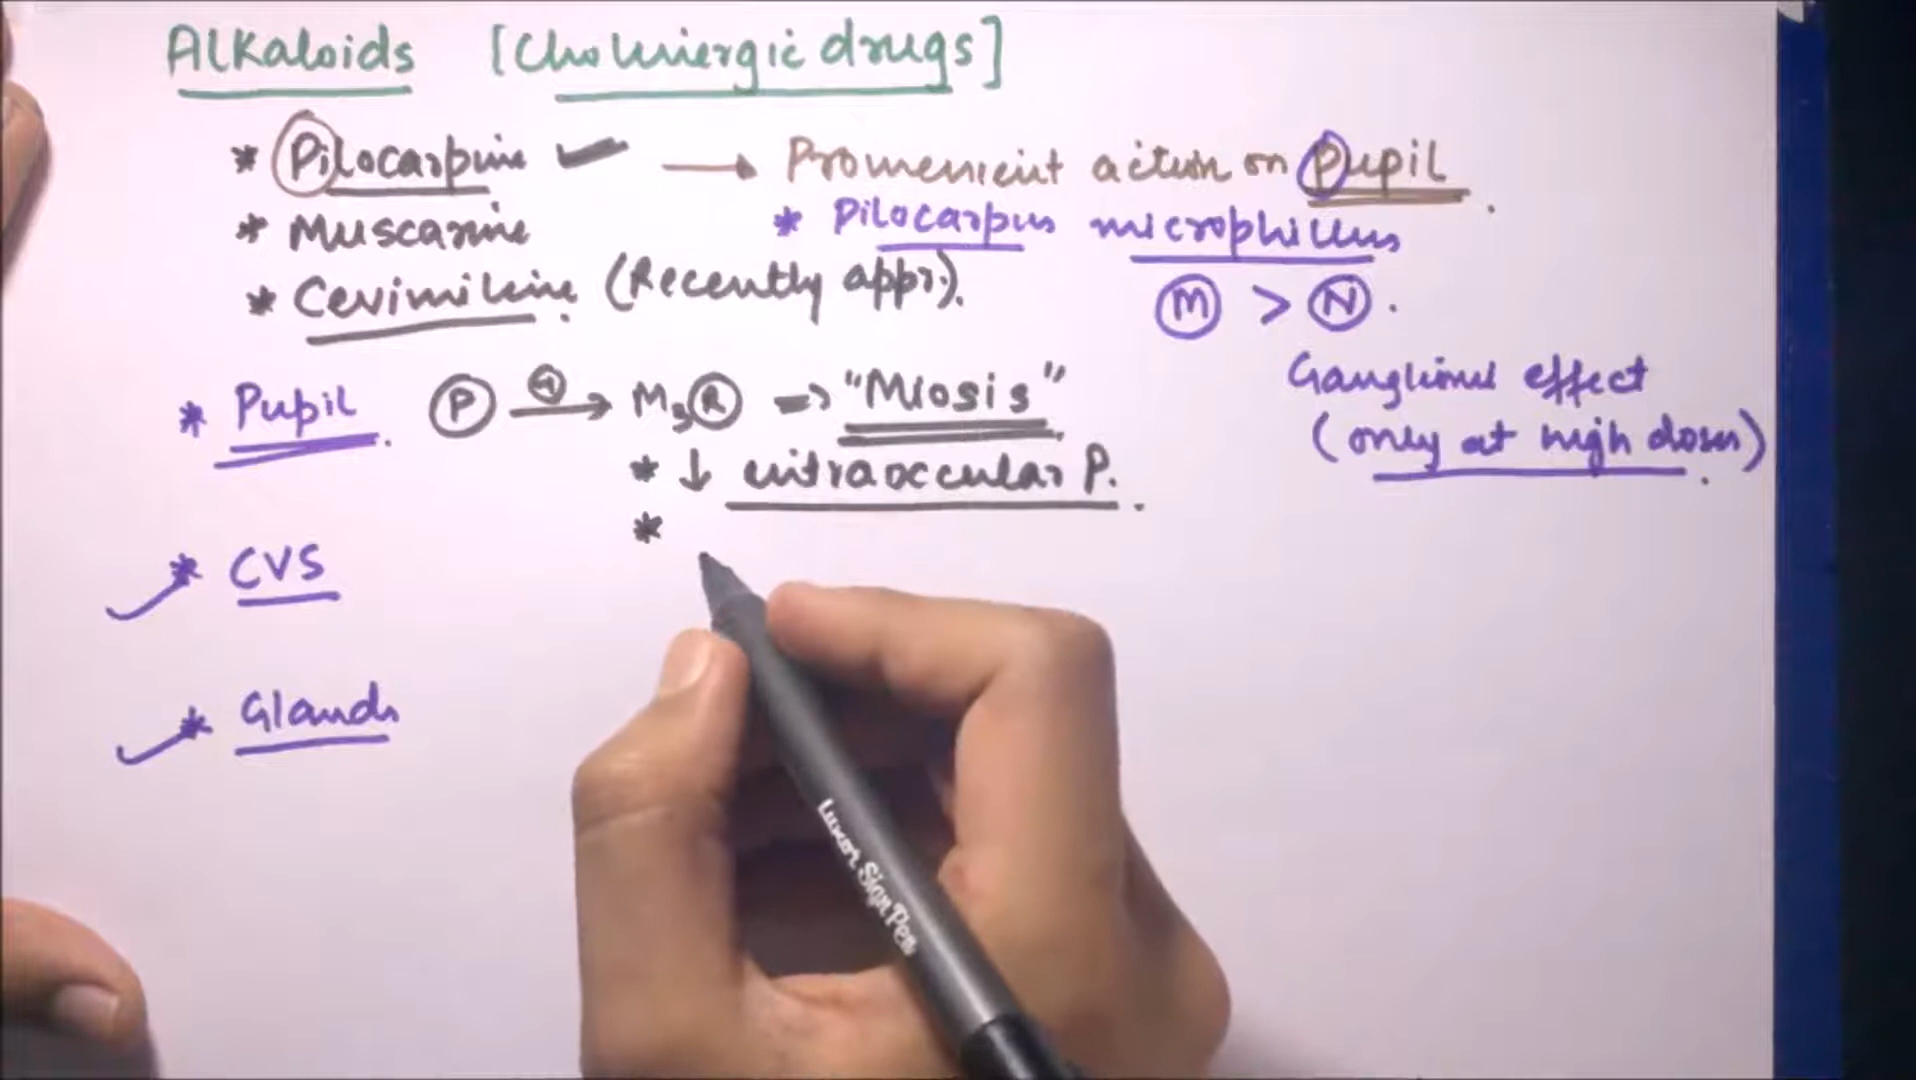 Alkaloids [Cholinergic drugs]
* Pilocarpine → Promenient action on pupil.
* Muscarine * Pilocarpus microphillus
* Cevimiline (Recently appr.). M > N.
Ganglionic effect
(only at high doses).
* Pupil. P + → M3 R => "Miosis"
* ↓ intraoccular P.
*
* CVS
* Glands
Luxor Sign Pen